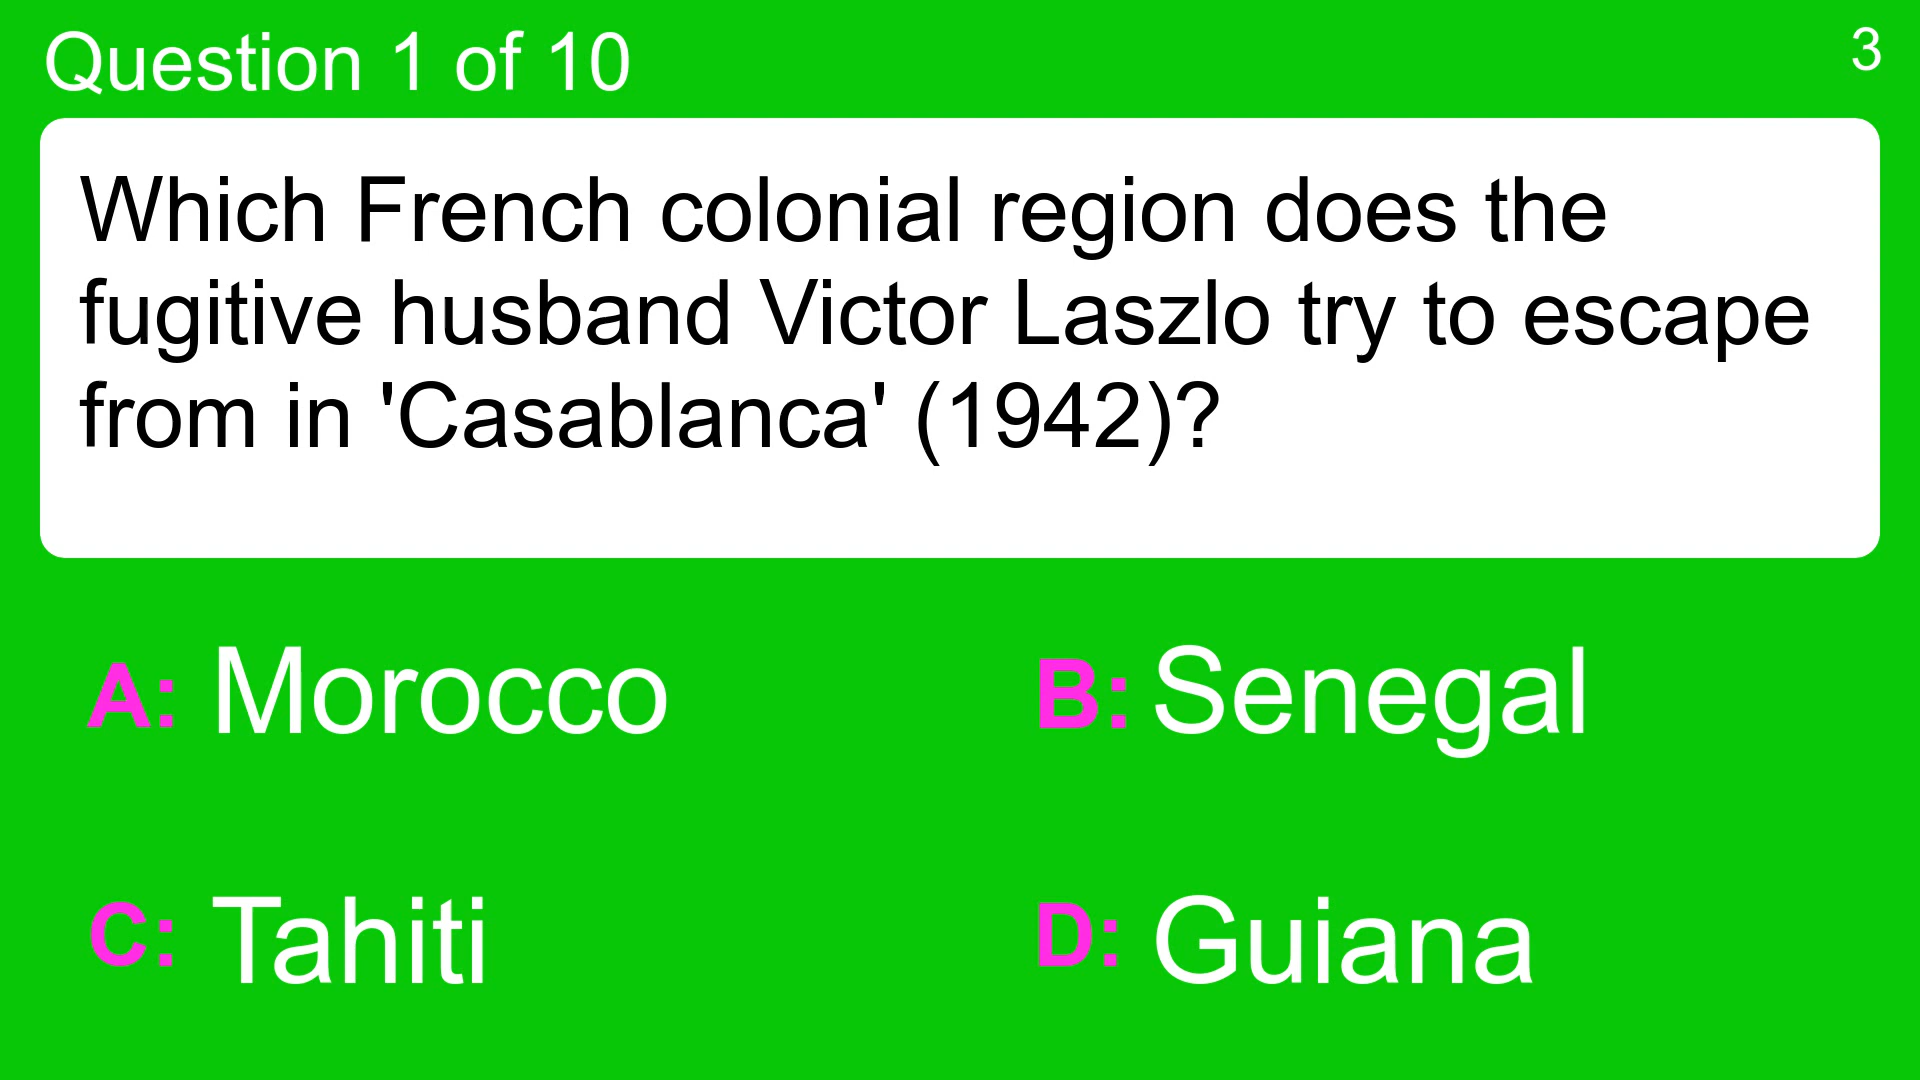 Question 1 of 10
3
Which French colonial region does the
fugitive husband Victor Laszlo try to escape
from in 'Casablanca' (1942)?
A: Morocco
B: Senegal
C: Tahiti
D: Guiana